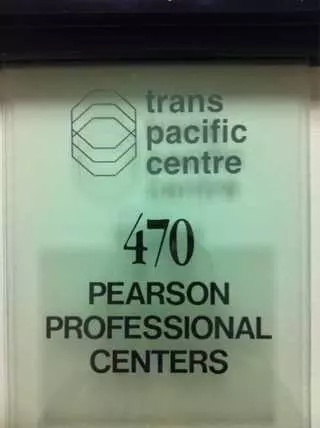 trans
pacific
centre
470
PEARSON
PROFESSIONAL
CENTERS